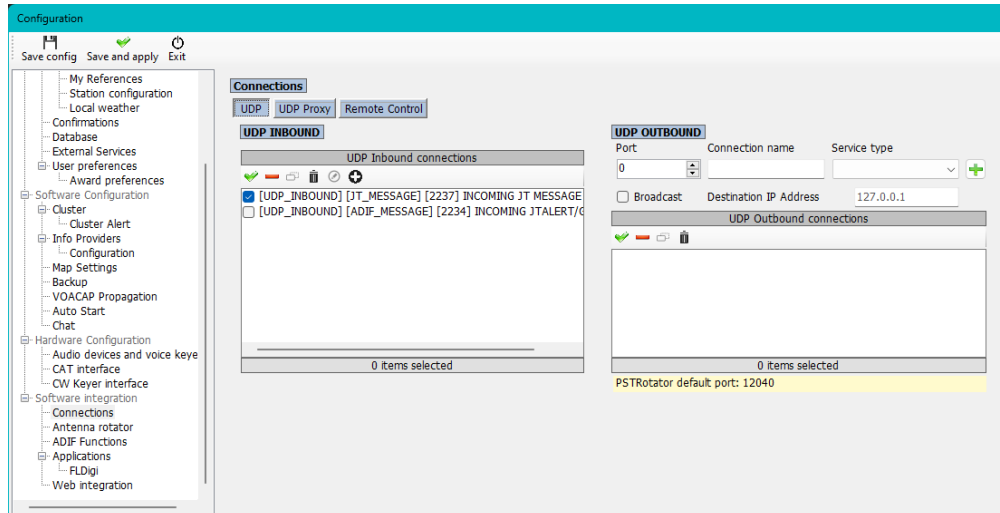 Configuration
Save config Save and apply Exit
My References
Station configuration
Local weather
Confirmations
Database
External Services
User preferences
Award preferences
Software Configuration
Cluster
Cluster Alert
Info Providers
Configuration
Map Settings
Backup
VOACAP Propagation
Auto Start
Chat
Hardware Configuration
Audio devices and voice keye
CAT interface
CW Keyer interface
Software integration
Connections
Antenna rotator
ADIF Functions
Applications
FLDigi
Web integration
Connections
UDP UDP Proxy Remote Control
UDP INBOUND
UDP Inbound connections
[UDP_INBOUND] [JT_MESSAGE] [2237] INCOMING JT MESSAGE
[UDP_INBOUND] [ADIF_MESSAGE] [2234] INCOMING JTALERT/G
0 items selected
UDP OUTBOUND
Port Connection name Service type
0
Broadcast Destination IP Address 127.0.0.1
UDP Outbound connections
0 items selected
PSTRotator default port: 12040